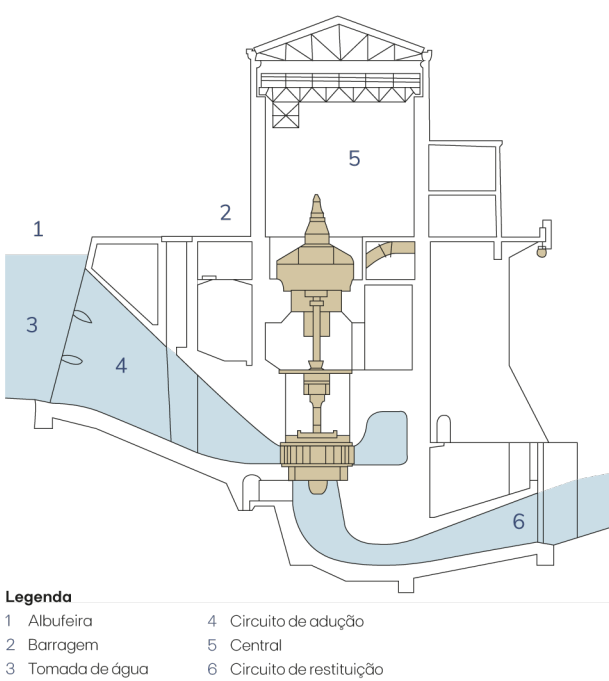 5
2
1
3
4
6
Legenda
1 Albufeira
2 Barragem
3 Tomada de água
4 Circuito de adução
5 Central
6 Circuito de restituição